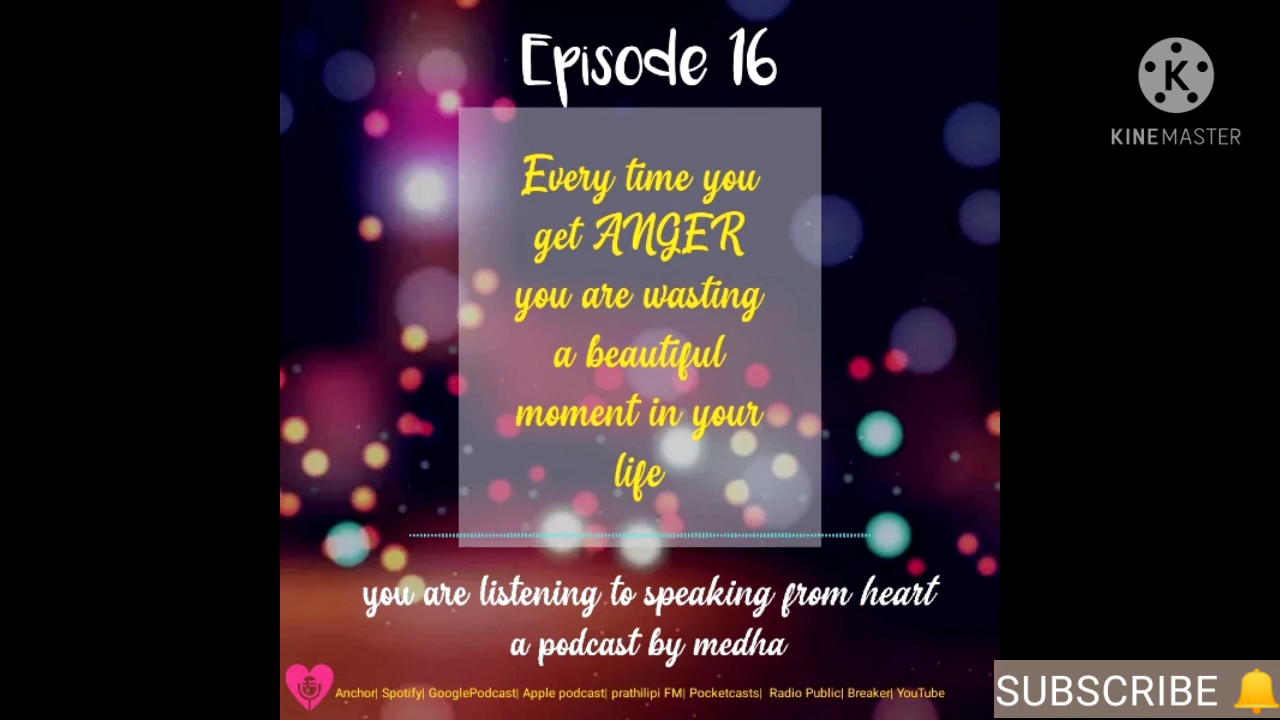 Episode 16
Every time you
get ANGER
you are wasting
a beautiful
moment in your
life
you are listening to speaking from heart
a podcast by medha
Anchor| Spotify| GooglePodcast| Apple podcast| prathilipi FM| Pocketcasts| Radio Public| Breaker| YouTube
K
KINEMASTER
SUBSCRIBE